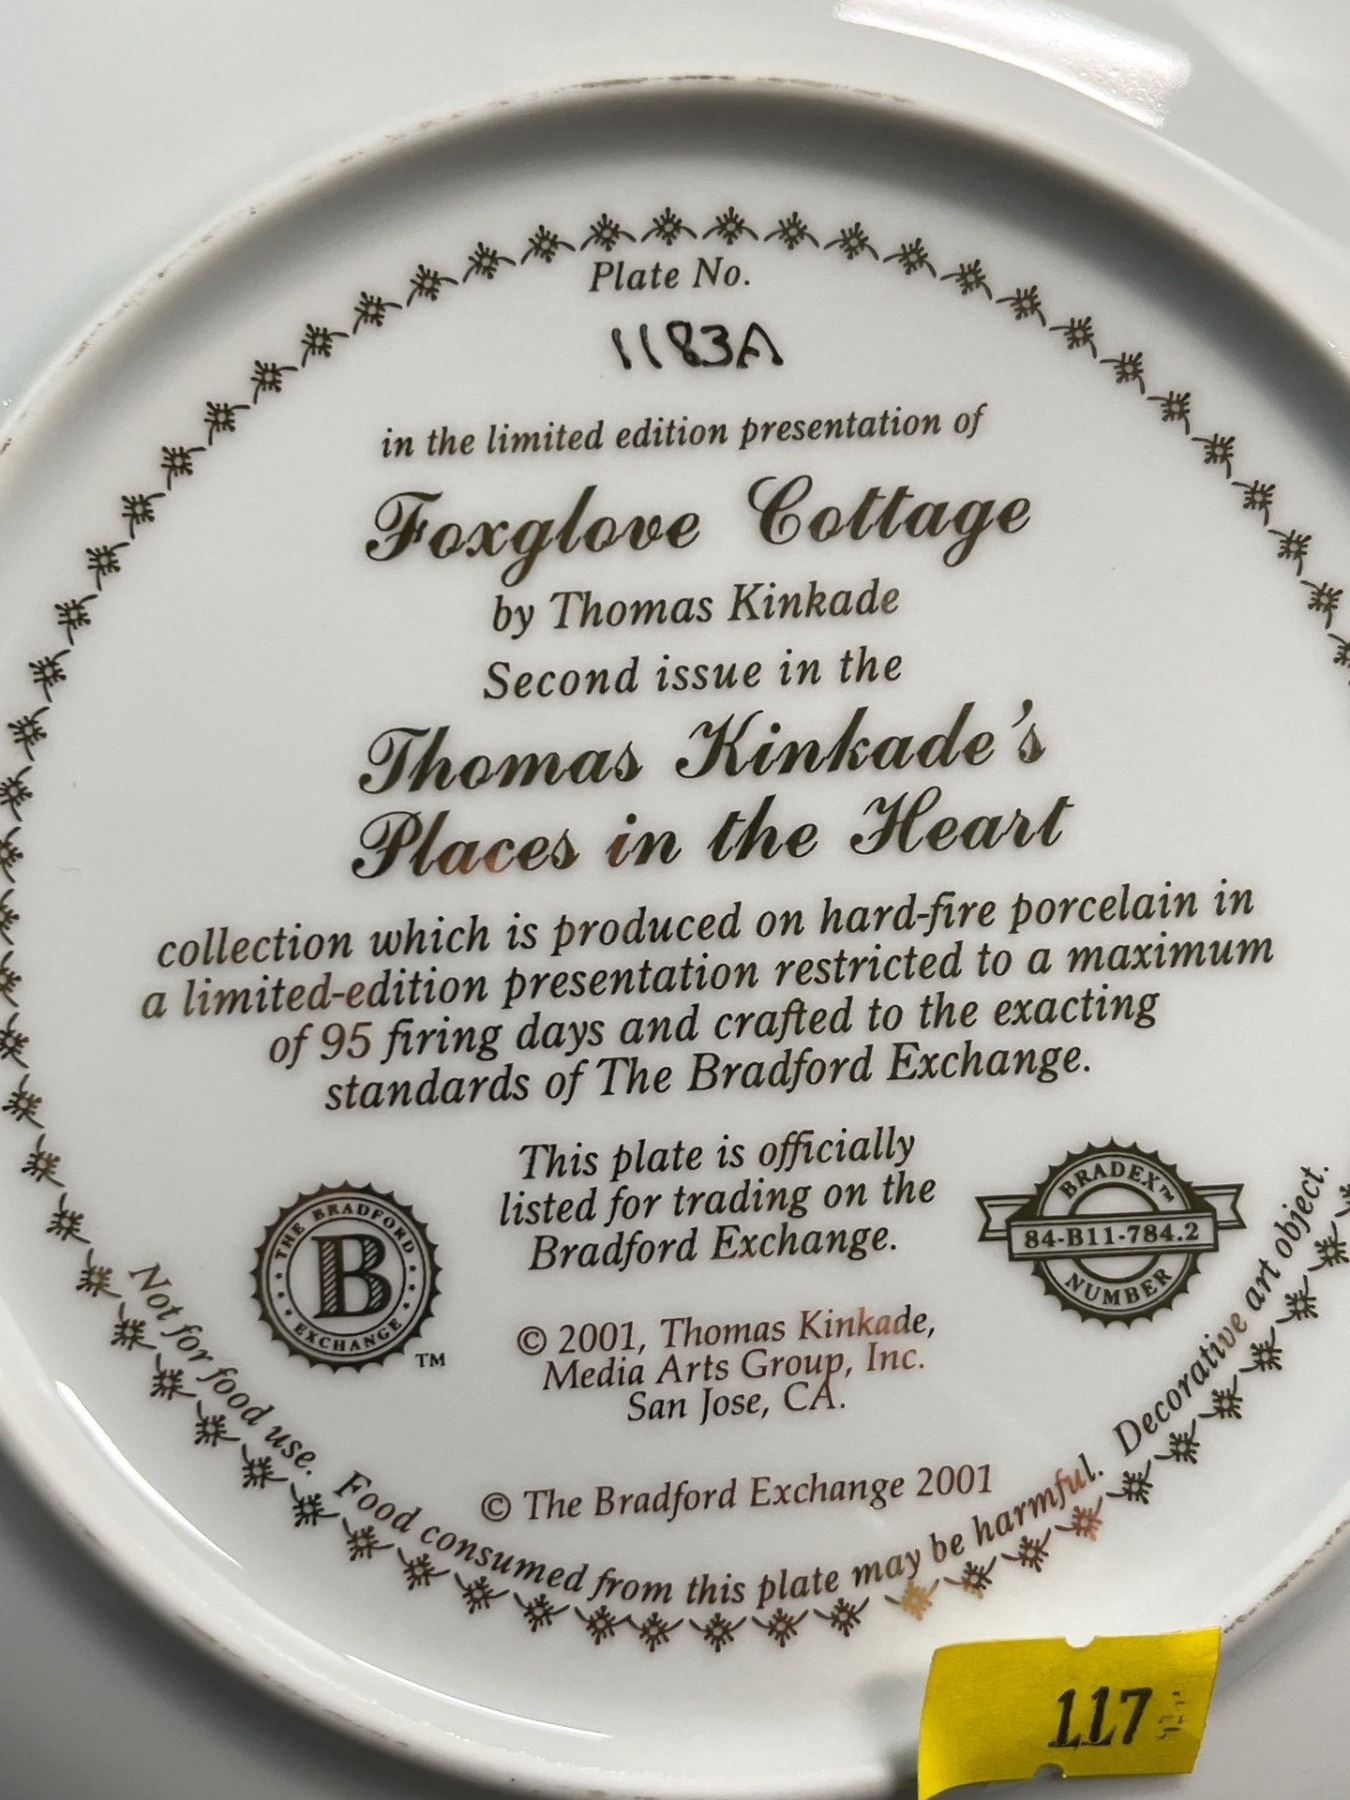 Plate No.
1183A
in the limited edition presentation of
Foxglove Cottage
by Thomas Kinkade
Second issue in the
Thomas Kinkade's
Places in the Heart
collection which is produced on hard-fire porcelain in
a limited-edition presentation restricted to a maximum
of 95 firing days and crafted to the exacting
standards of The Bradford Exchange.
This plate is officially
listed for trading on the
Bradford Exchange.
THE BRADFORD
B
EXCHANGE
TM
BRADEX™
84-B11-784.2
NUMBER
© 2001, Thomas Kinkade,
Media Arts Group, Inc.
San Jose, CA.
© The Bradford Exchange 2001
Not for food use. Food consumed from this plate may be harmful. Decorative art object.
117